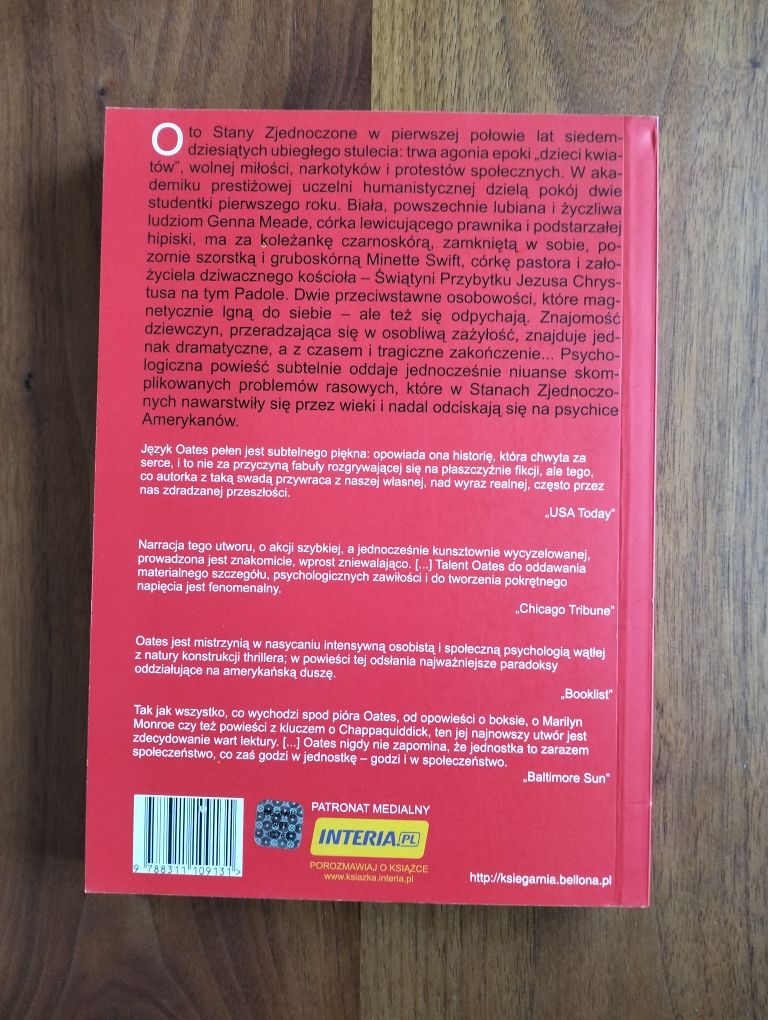 Oto Stany Zjednoczone w pierwszej połowie lat siedem-
dziesiątych ubiegłego stulecia: trwa agonia epoki „dzieci kwia-
tów”, wolnej miłości, narkotyków i protestów społecznych. W aka-
demiku prestiżowej uczelni humanistycznej dzielą pokój dwie
studentki pierwszego roku. Biała, powszechnie lubiana i życzliwa
ludziom Genna Meade, córka lewicującego prawnika i podstarzałej
hipiski, ma za koleżankę czarnoskórą, zamkniętą w sobie, po-
zornie szorstką i gruboskórną Minette Swift, córkę pastora i zało-
życiela dziwacznego kościoła – Świątyni Przybytku Jezusa Chrys-
tusa na tym Padole. Dwie przeciwstawne osobowości, które mag-
netycznie lgną do siebie – ale też się odpychają. Znajomość
dziewczyn, przeradzająca się w osobliwą zażyłość, znajduje jed-
nak dramatyczne, a z czasem i tragiczne zakończenie... Psycho-
logiczna powieść subtelnie oddaje jednocześnie niuanse skom-
plikowanych problemów rasowych, które w Stanach Zjednoczo-
nych nawarstwiły się przez wieki i nadal odciskają się na psychice
Amerykanów.
Język Oates pełen jest subtelnego piękna: opowiada ona historię, która chwyta za
serce, i to nie za przyczyną fabuły rozgrywającej się na płaszczyźnie fikcji, ale tego,
co autorka z taką swadą przywraca z naszej własnej, nad wyraz realnej, często przez
nas zdradzanej przeszłości.
„USA Today”
Narracja tego utworu, o akcji szybkiej, a jednocześnie kunsztownie wycyzelowanej,
prowadzona jest znakomicie, wprost zniewalająco. [...] Talent Oates do oddawania
materialnego szczegółu, psychologicznych zawiłości i do tworzenia pokrętnego
napięcia jest fenomenalny.
„Chicago Tribune”
Oates jest mistrzynią w nasycaniu intensywną osobistą i społeczną psychologią wątłej
z natury konstrukcji thrillera; w powieści tej odsłania najważniejsze paradoksy
oddziałujące na amerykańską duszę.
„Booklist”
Tak jak wszystko, co wychodzi spod pióra Oates, od opowieści o boksie, o Marilyn
Monroe czy też powieści z kluczem o Chappaquiddick, ten jej najnowszy utwór jest
zdecydowanie wart lektury. [...] Oates nigdy nie zapomina, że jednostka to zarazem
społeczeństwo, co zaś godzi w jednostkę – godzi i w społeczeństwo.
„Baltimore Sun”
9 788311 109131>
PATRONAT MEDIALNY
INTERIA.PL
POROZMAWIAJ O KSIĄŻCE
www.ksiazka.interia.pl
http://ksiegarnia.bellona.pl